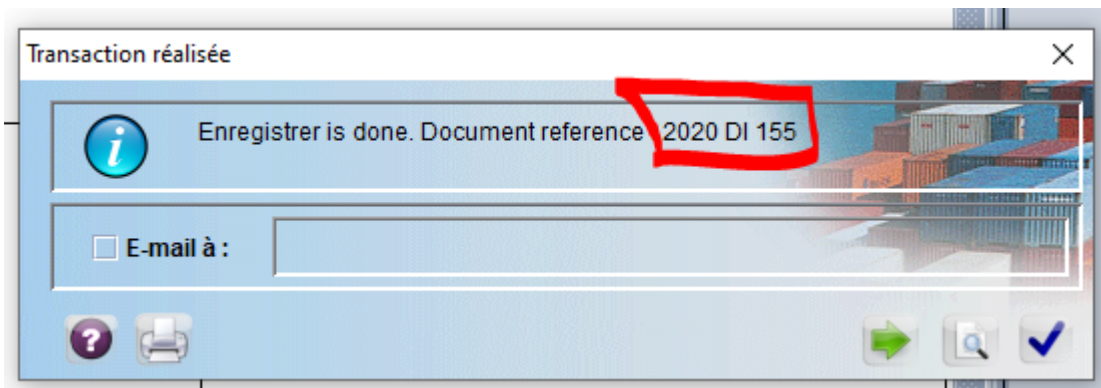 Transaction réalisée
Enregistrer is done. Document reference : 2020 DI 155
E-mail à :